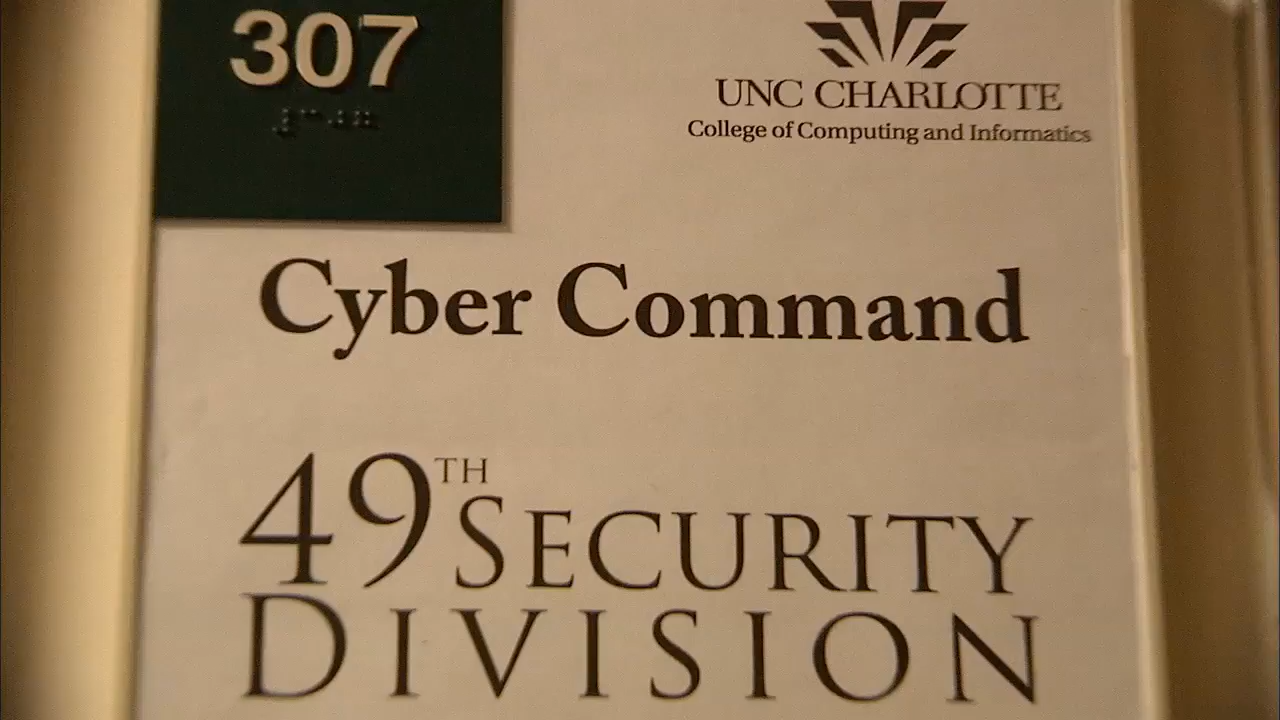 307
UNC CHARLOTTE
College of Computing and Informatics
Cyber Command
49TH SECURITY
DIVISION